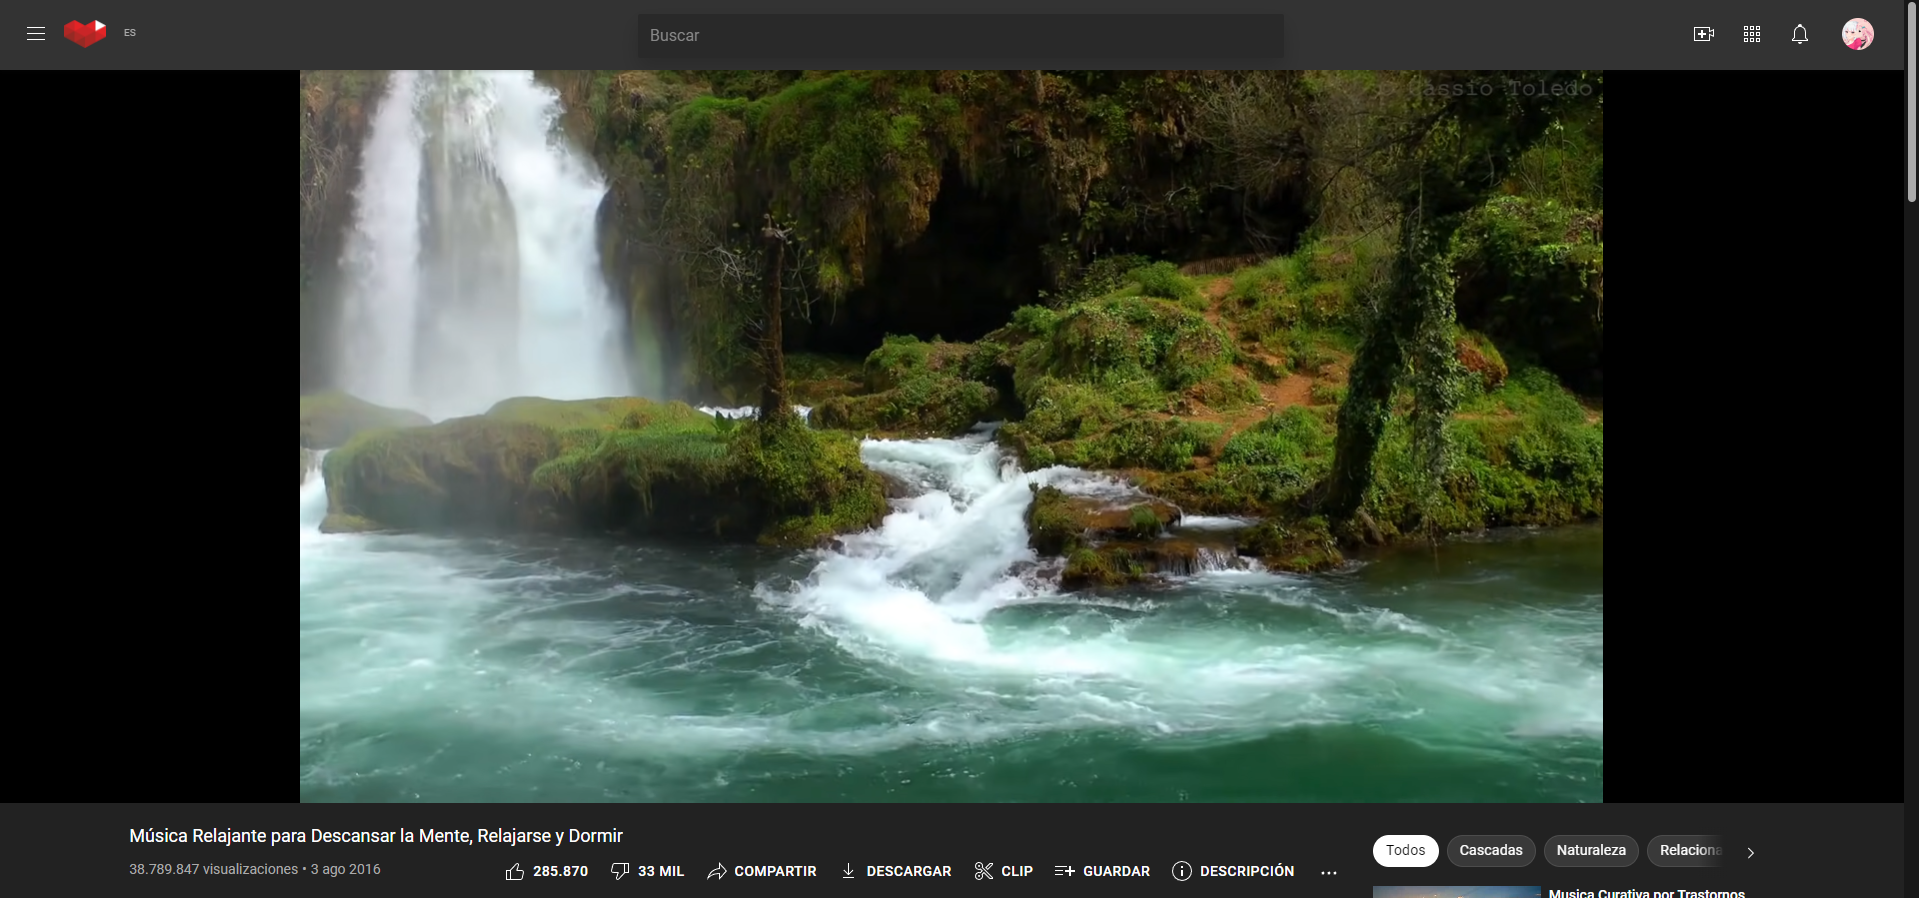 ES
Buscar
assio Toledo
Música Relajante para Descansar la Mente, Relajarse y Dormir
38.789.847 visualizaciones • 3 ago 2016
285.870
33 MIL
COMPARTIR
DESCARGAR
CLIP
GUARDAR
DESCRIPCIÓN
Todos
Cascadas
Naturaleza
Relaciona
Musica Curativa por Trastornos